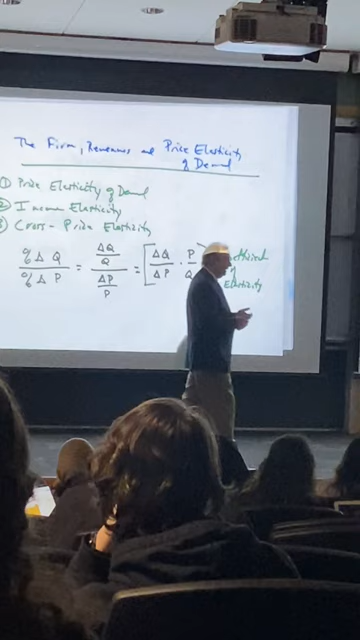 The Firm, Revenues and Price Elasticity
of Demand
① Price Elasticity of Demand
② Income Elasticity
③ Cross-Price Elasticity
%ΔQ / %ΔP = (ΔQ/Q) / (ΔP/P) = [ΔQ/ΔP · P/Q
of
Elasticity